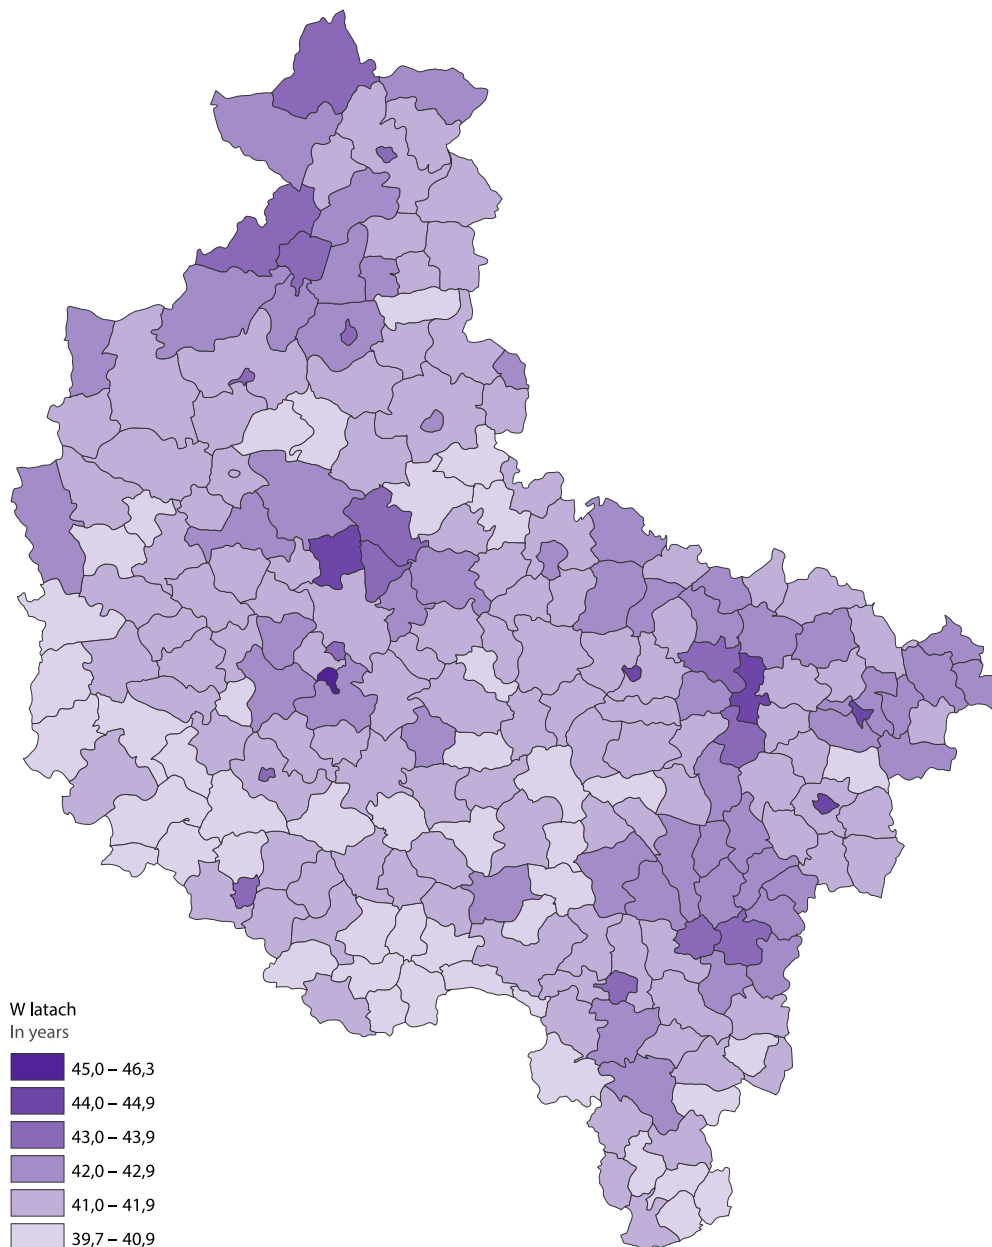 W latach
In years
45,0 – 46,3
44,0 – 44,9
43,0 – 43,9
42,0 – 42,9
41,0 – 41,9
39,7 – 40,9